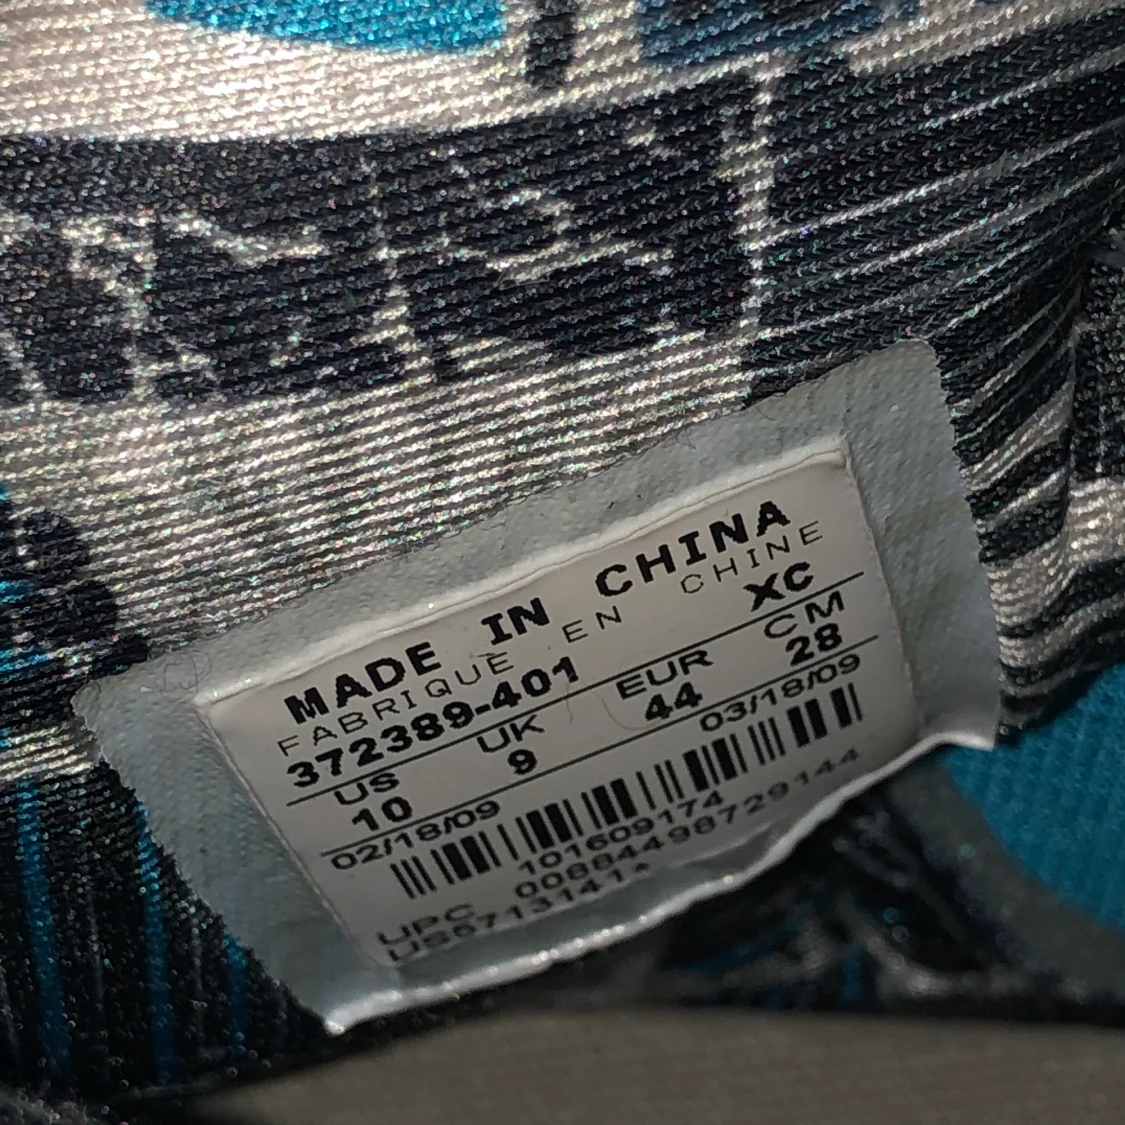 MADE IN CHINA
FABRIQUÉ EN CHINE
372389-401 XC
US UK EUR CM
10 9 44 28
02/18/09 03/18/09
101609174
UPC 00884498729144
US5713141*